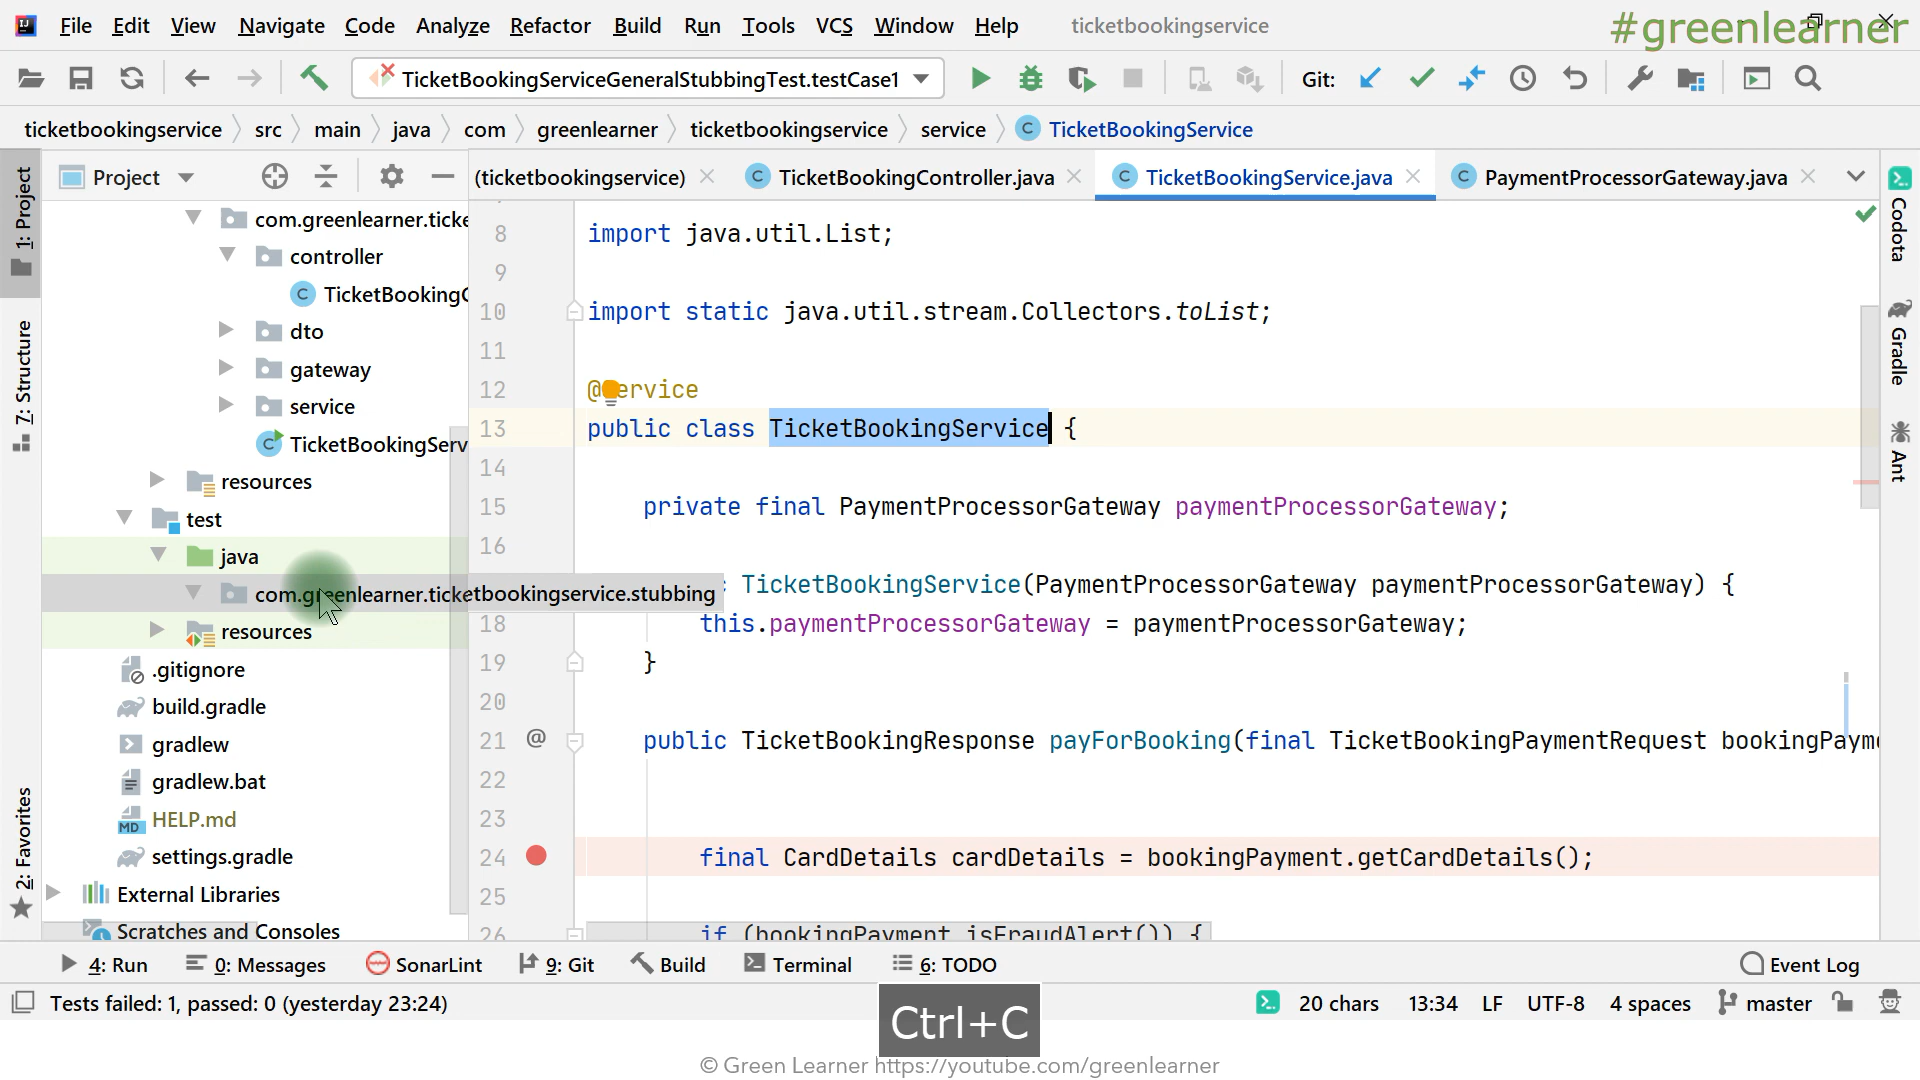 File Edit View Navigate Code Analyze Refactor Build Run Tools VCS Window Help ticketbookingservice
#greenlearner
TicketBookingServiceGeneralStubbingTest.testCase1
Git:
ticketbookingservice src main java com greenlearner ticketbookingservice service TicketBookingService
1: Project
7: Structure
2: Favorites
Project
com.greenlearner.ticke
controller
TicketBookingC
dto
gateway
service
TicketBookingServ
resources
test
java
com.greenlearner.ticketbookingservice.stubbing
resources
.gitignore
build.gradle
gradlew
gradlew.bat
HELP.md
settings.gradle
External Libraries
Scratches and Consoles
(ticketbookingservice) TicketBookingController.java TicketBookingService.java PaymentProcessorGateway.java
8 import java.util.List;
9
10 import static java.util.stream.Collectors.toList;
11
12 @ervice
13 public class TicketBookingService {
14
15 private final PaymentProcessorGateway paymentProcessorGateway;
16
TicketBookingService(PaymentProcessorGateway paymentProcessorGateway) {
18 this.paymentProcessorGateway = paymentProcessorGateway;
19 }
20
21 @ public TicketBookingResponse payForBooking(final TicketBookingPaymentRequest bookingPaym
22
23
24 final CardDetails cardDetails = bookingPayment.getCardDetails();
25
26 if (bookingPayment.isFraudAlert()) {
Codota
Gradle
Ant
4: Run 0: Messages SonarLint 9: Git Build Terminal 6: TODO Event Log
Tests failed: 1, passed: 0 (yesterday 23:24) 20 chars 13:34 LF UTF-8 4 spaces master
Ctrl+C
© Green Learner https://youtube.com/greenlearner